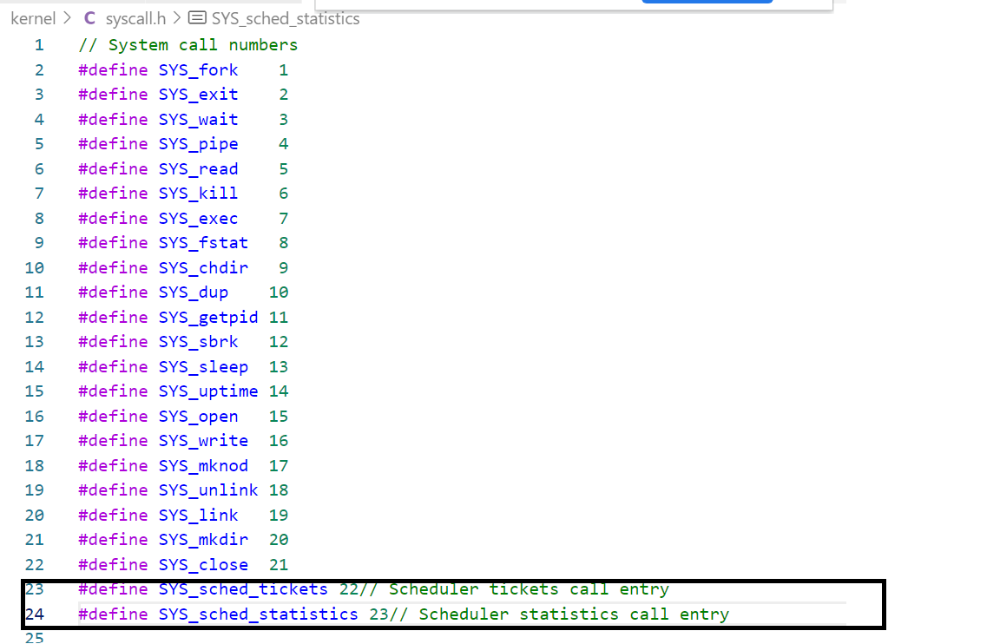 kernel > C syscall.h > SYS_sched_statistics
1 // System call numbers
2 #define SYS_fork    1
3 #define SYS_exit    2
4 #define SYS_wait    3
5 #define SYS_pipe    4
6 #define SYS_read    5
7 #define SYS_kill    6
8 #define SYS_exec    7
9 #define SYS_fstat   8
10 #define SYS_chdir   9
11 #define SYS_dup    10
12 #define SYS_getpid 11
13 #define SYS_sbrk   12
14 #define SYS_sleep  13
15 #define SYS_uptime 14
16 #define SYS_open   15
17 #define SYS_write  16
18 #define SYS_mknod  17
19 #define SYS_unlink 18
20 #define SYS_link   19
21 #define SYS_mkdir  20
22 #define SYS_close  21
23 #define SYS_sched_tickets 22// Scheduler tickets call entry
24 #define SYS_sched_statistics 23// Scheduler statistics call entry
25